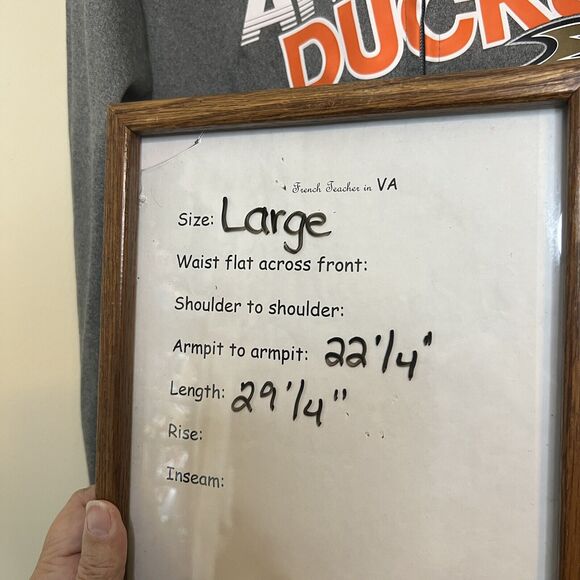 DUCK
French Teacher in VA
Size: Large
Waist flat across front:
Shoulder to shoulder:
Armpit to armpit: 22 1/4"
Length: 29 1/4"
Rise:
Inseam: